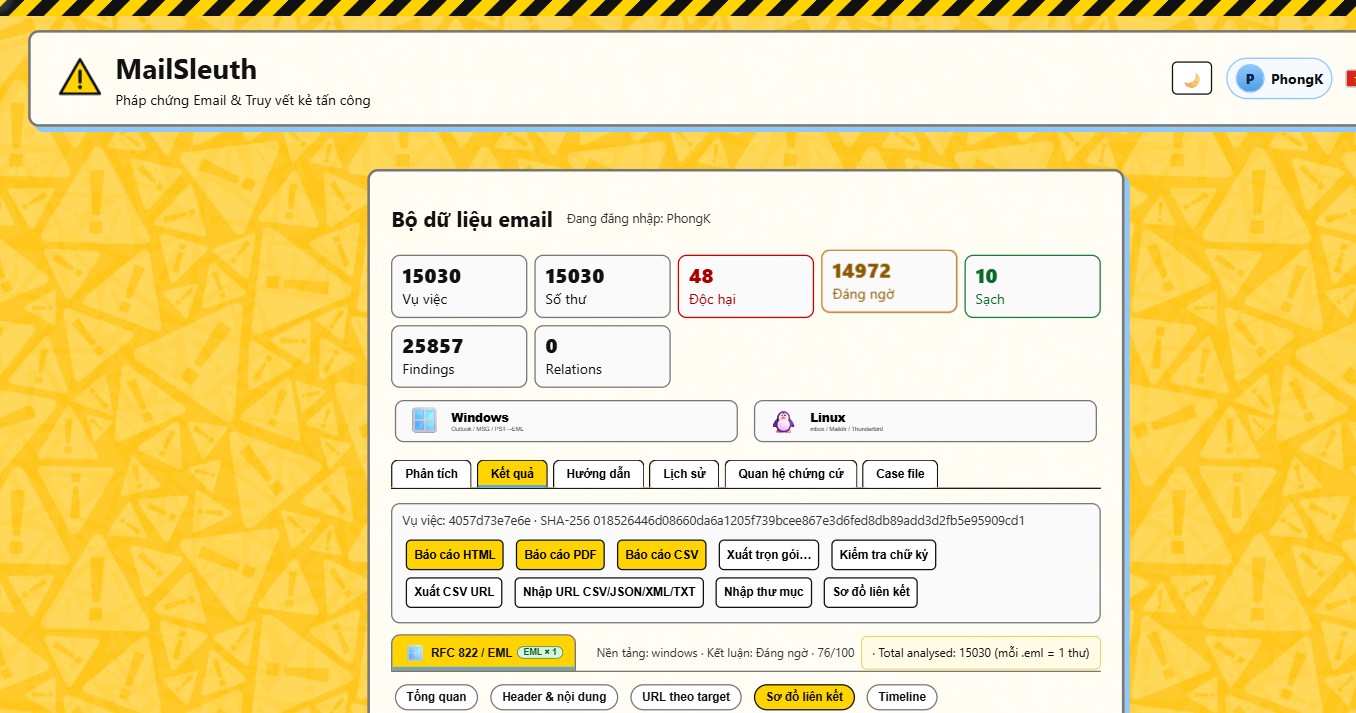 MailSleuth
Pháp chứng Email & Truy vết kẻ tấn công
P PhongK
Bộ dữ liệu email Đang đăng nhập: PhongK
15030 15030 48 14972 10
Vụ việc Số thư Độc hại Đáng ngờ Sạch
25857 0
Findings Relations
Windows Linux
Outlook / MSG / PST→EML mbox / Maildir / Thunderbird
Phân tích Kết quả Hướng dẫn Lịch sử Quan hệ chứng cứ Case file
Vụ việc: 4057d73e7e6e · SHA-256 018526446d08660da6a1205f739bcee867e3d6fed8db89add3d2fb5e95909cd1
Báo cáo HTML Báo cáo PDF Báo cáo CSV Xuất trọn gói... Kiểm tra chữ ký
Xuất CSV URL Nhập URL CSV/JSON/XML/TXT Nhập thư mục Sơ đồ liên kết
RFC 822 / EML EML × 1 Nền tảng: windows · Kết luận: Đáng ngờ · 76/100 · Total analysed: 15030 (mỗi .eml = 1 thư)
Tổng quan Header & nội dung URL theo target Sơ đồ liên kết Timeline